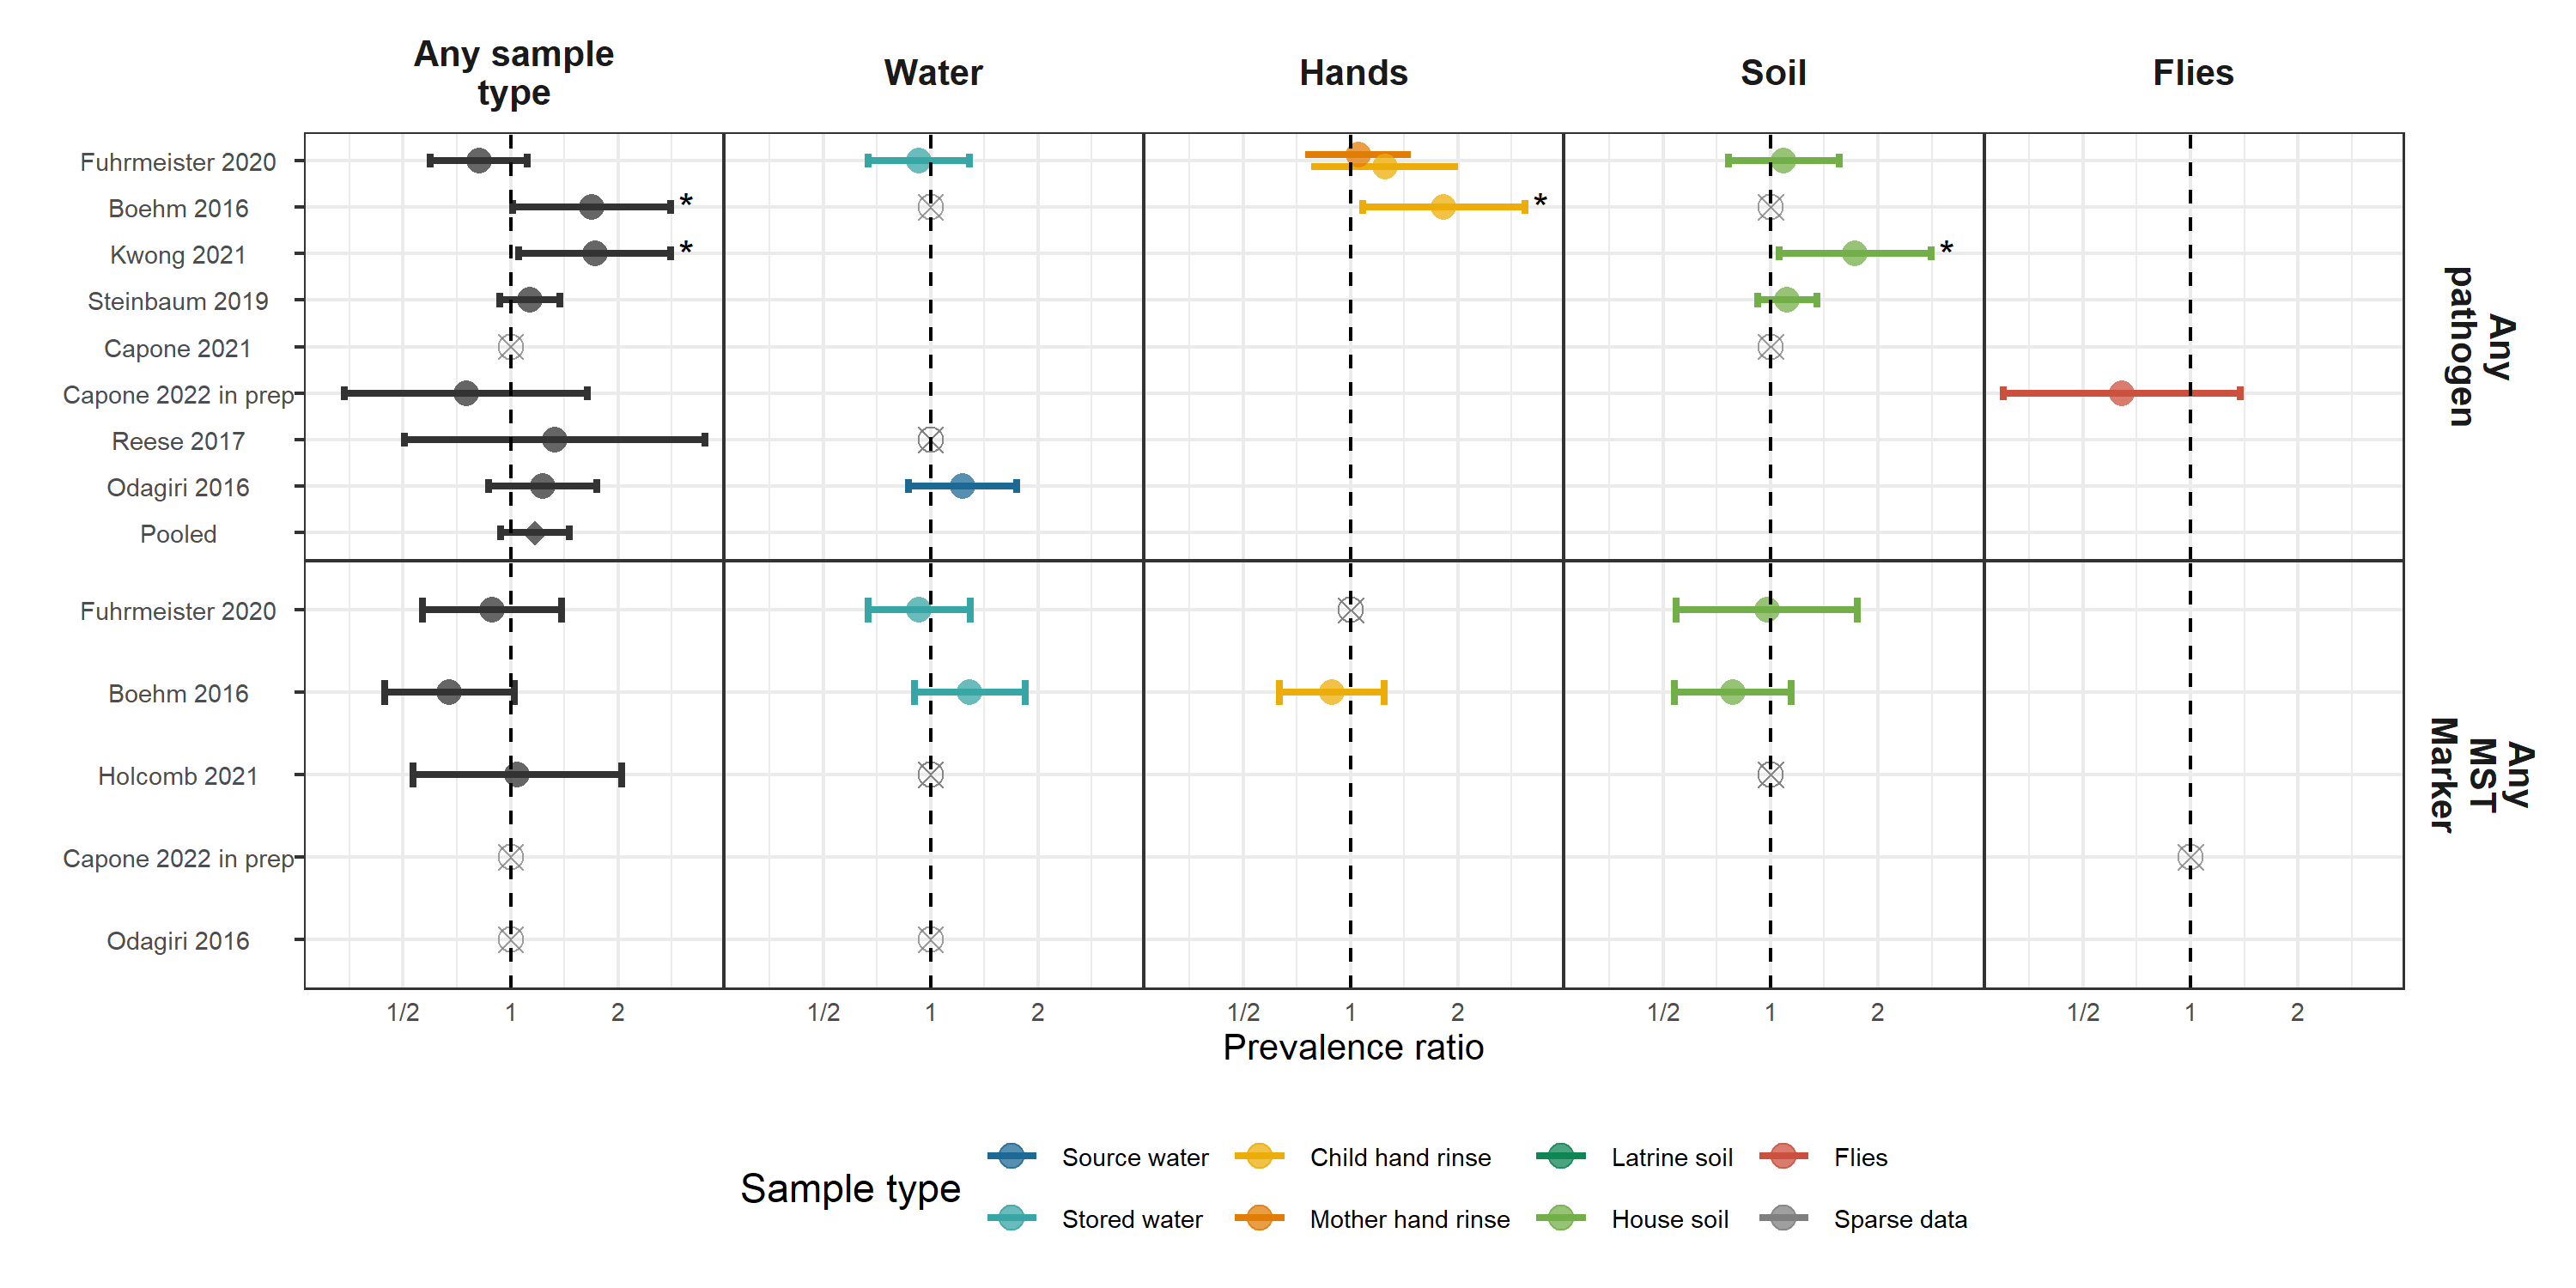 Any sample
type
Water
Hands
Soil
Flies
Fuhrmeister 2020
Boehm 2016
*
*
Kwong 2021
*
*
Steinbaum 2019
Capone 2021
Capone 2022 in prep
Reese 2017
Odagiri 2016
Pooled
Any
pathogen
Fuhrmeister 2020
Boehm 2016
Holcomb 2021
Capone 2022 in prep
Odagiri 2016
Any
MST
Marker
1/2 1 2
1/2 1 2
1/2 1 2
1/2 1 2
1/2 1 2
Prevalence ratio
Sample type
Source water
Child hand rinse
Latrine soil
Flies
Stored water
Mother hand rinse
House soil
Sparse data